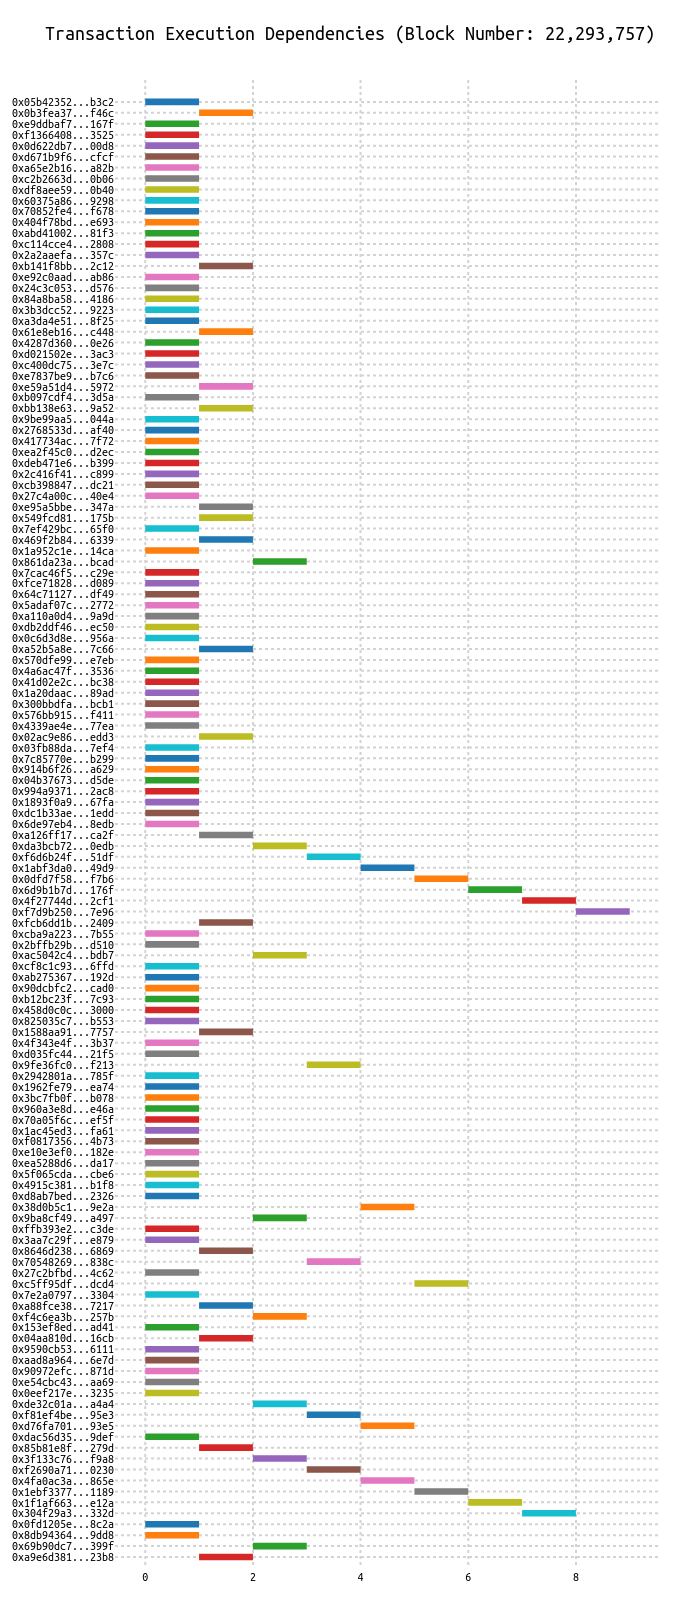 Transaction Execution Dependencies (Block Number: 22,293,757)
0x05b42352...b3c2
0x0b3fea37...f46c
0xe9ddbaf7...167f
0xf1366408...3525
0x0d622db7...00d8
0xd671b9f6...cfcf
0xa65e2b16...a82b
0xc2b2663d...0b06
0xdf8aee59...0b40
0x60375a86...9298
0x70852fe4...f678
0x404f78bd...e693
0xabd41002...81f3
0xc114cce4...2808
0x2a2aaefa...357c
0xb141f8bb...2c12
0xe92c0aad...ab86
0x24c3c053...d576
0x84a8ba58...4186
0x3b3dcc52...9223
0xa3da4e51...8f25
0x61e8eb16...c448
0x4287d360...0e26
0xd021502e...3ac3
0xc400dc75...3e7c
0xe7837be9...b7c6
0xe59a51d4...5972
0xb097cdf4...3d5a
0xbb138e63...9a52
0x9be99aa5...044a
0x2768533d...af40
0x417734ac...7f72
0xea2f45c0...d2ec
0xdeb471e6...b399
0x2c416f41...c899
0xcb398847...dc21
0x27c4a00c...40e4
0xe95a5bbe...347a
0x549fcd81...175b
0x7ef429bc...65f0
0x469f2b84...6339
0x1a952c1e...14ca
0x861da23a...bcad
0x7cac46f5...c29e
0xfce71828...d089
0x64c71127...df49
0x5adaf07c...2772
0xa110a0d4...9a9d
0xdb2ddf46...ec50
0x0c6d3d8e...956a
0xa52b5a8e...7c66
0x570dfe99...e7eb
0x4a6ac47f...3536
0x41d02e2c...bc38
0x1a20daac...89ad
0x300bbdfa...bcb1
0x576bb915...f411
0x4339ae4e...77ea
0x02ac9e86...edd3
0x03fb88da...7ef4
0x7c85770e...b299
0x914b6f26...a629
0x04b37673...d5de
0x994a9371...2ac8
0x1893f0a9...67fa
0xdc1b33ae...1edd
0x6de97eb4...8edb
0xa126ff17...ca2f
0xda3bcb72...0edb
0xf6d6b24f...51df
0x1abf3da0...49d9
0x0dfd7f58...f7b6
0x6d9b1b7d...176f
0x4f27744d...2cf1
0xf7d9b250...7e96
0xfcb6dd1b...2409
0xcba9a223...7b55
0x2bffb29b...d510
0xac5042c4...bdb7
0xcf8c1c93...6ffd
0xab275367...192d
0x90dcbfc2...cad0
0xb12bc23f...7c93
0x458d0c0c...3000
0x825035c7...b553
0x1588aa91...7757
0x4f343e4f...3b37
0xd035fc44...21f5
0x9fe36fc0...f213
0x2942801a...785f
0x1962fe79...ea74
0x3bc7fb0f...b078
0x960a3e8d...e46a
0x70a05f6c...ef5f
0x1ac45ed3...fa61
0xf0817356...4b73
0xe10e3ef0...182e
0xea5288d6...da17
0x5f065cda...cbe6
0x4915c381...b1f8
0xd8ab7bed...2326
0x38d0b5c1...9e2a
0x9ba8cf49...a497
0xffb393e2...c3de
0x3aa7c29f...e879
0x8646d238...6869
0x70548269...838c
0x27c2bfbd...4c62
0xc5ff95df...dcd4
0x7e2a0797...3304
0xa88fce38...7217
0xf4c6ea3b...257b
0x153ef8ed...ad41
0x04aa810d...16cb
0x9590cb53...6111
0xaad8a964...6e7d
0x90972efc...871d
0xe54cbc43...aa69
0x0eef217e...3235
0xde32c01a...a4a4
0xf81ef4be...95e3
0xd76fa701...93e5
0xdac56d35...9def
0x85b81e8f...279d
0x3f133c76...f9a8
0xf2690a71...0230
0x4fa0ac3a...865e
0x1ebf3377...1189
0x1f1af663...e12a
0x304f29a3...332d
0x0fd1205e...8c2a
0x8db94364...9dd8
0x69b90dc7...399f
0xa9e6d381...23b8
0 2 4 6 8